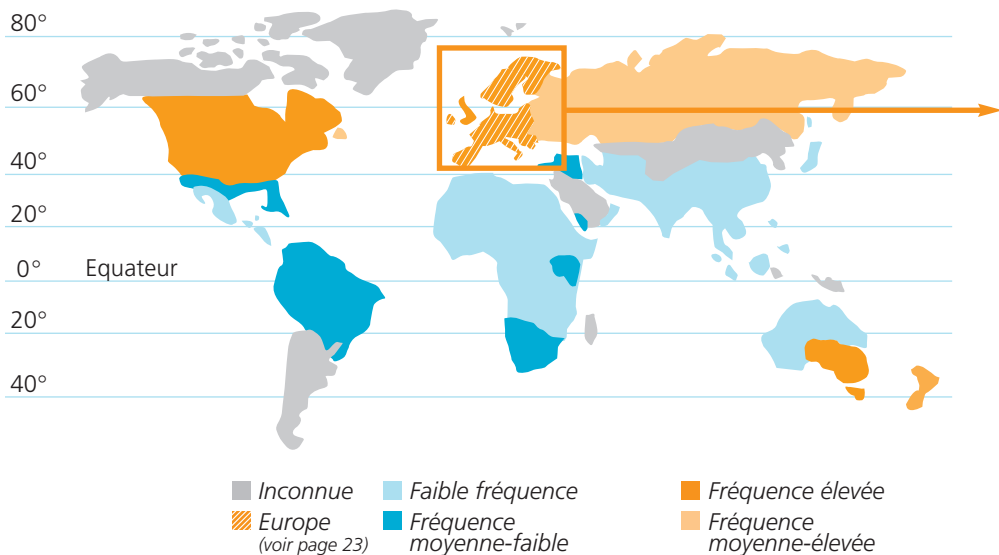 80°
60°
40°
20°
0° Equateur
20°
40°
Inconnue
Europe
(voir page 23)
Faible fréquence
Fréquence
moyenne-faible
Fréquence élevée
Fréquence
moyenne-élevée